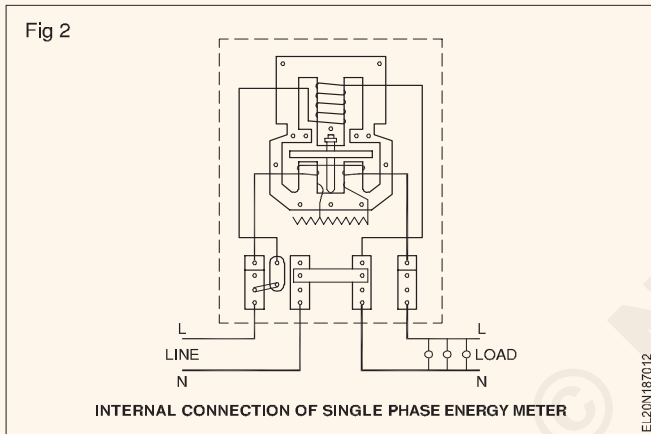 Fig 2
L
LINE
N
L
LOAD
N
INTERNAL CONNECTION OF SINGLE PHASE ENERGY METER
EL20N187012